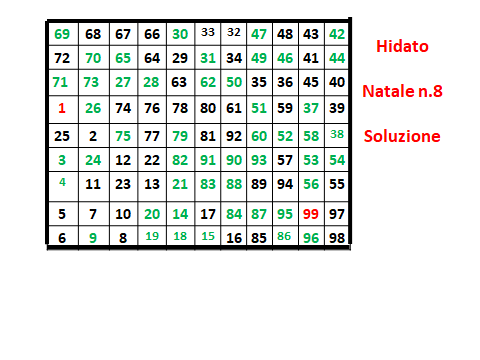 69 68 67 66 30 33 32 47 48 43 42
72 70 65 64 29 31 34 49 46 41 44
71 73 27 28 63 62 50 35 36 45 40
1 26 74 76 78 80 61 51 59 37 39
25 2 75 77 79 81 92 60 52 58 38
3 24 12 22 82 91 90 93 57 53 54
4 11 23 13 21 83 88 89 94 56 55
5 7 10 20 14 17 84 87 95 99 97
6 9 8 19 18 15 16 85 86 96 98
Hidato
Natale n.8
Soluzione